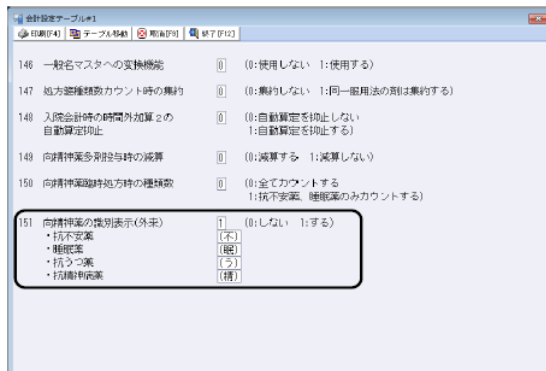 会計設定テーブル#1
印刷[F4] テーブル移動 取消[F9] 終了[F12]
146 一般名マスタへの変換機能 0 (0:使用しない 1:使用する)
147 処方箋種類数カウント時の集約 0 (0:集約しない 1:同一服用法の剤は集約する)
148 入院会計時の時間外加算2の 0 (0:自動算定を抑止しない
自動算定抑止 1:自動算定を抑止する)
149 向精神薬多剤投与時の減算 0 (0:減算する 1:減算しない)
150 向精神薬臨時処方時の種類数 0 (0:全てカウントする
1:抗不安薬、睡眠薬のみカウントする)
151 向精神薬の識別表示(外来) 1 (0:しない 1:する)
・抗不安薬 (不)
・睡眠薬 (眠)
・抗うつ薬 (う)
・抗精神病薬 (精)